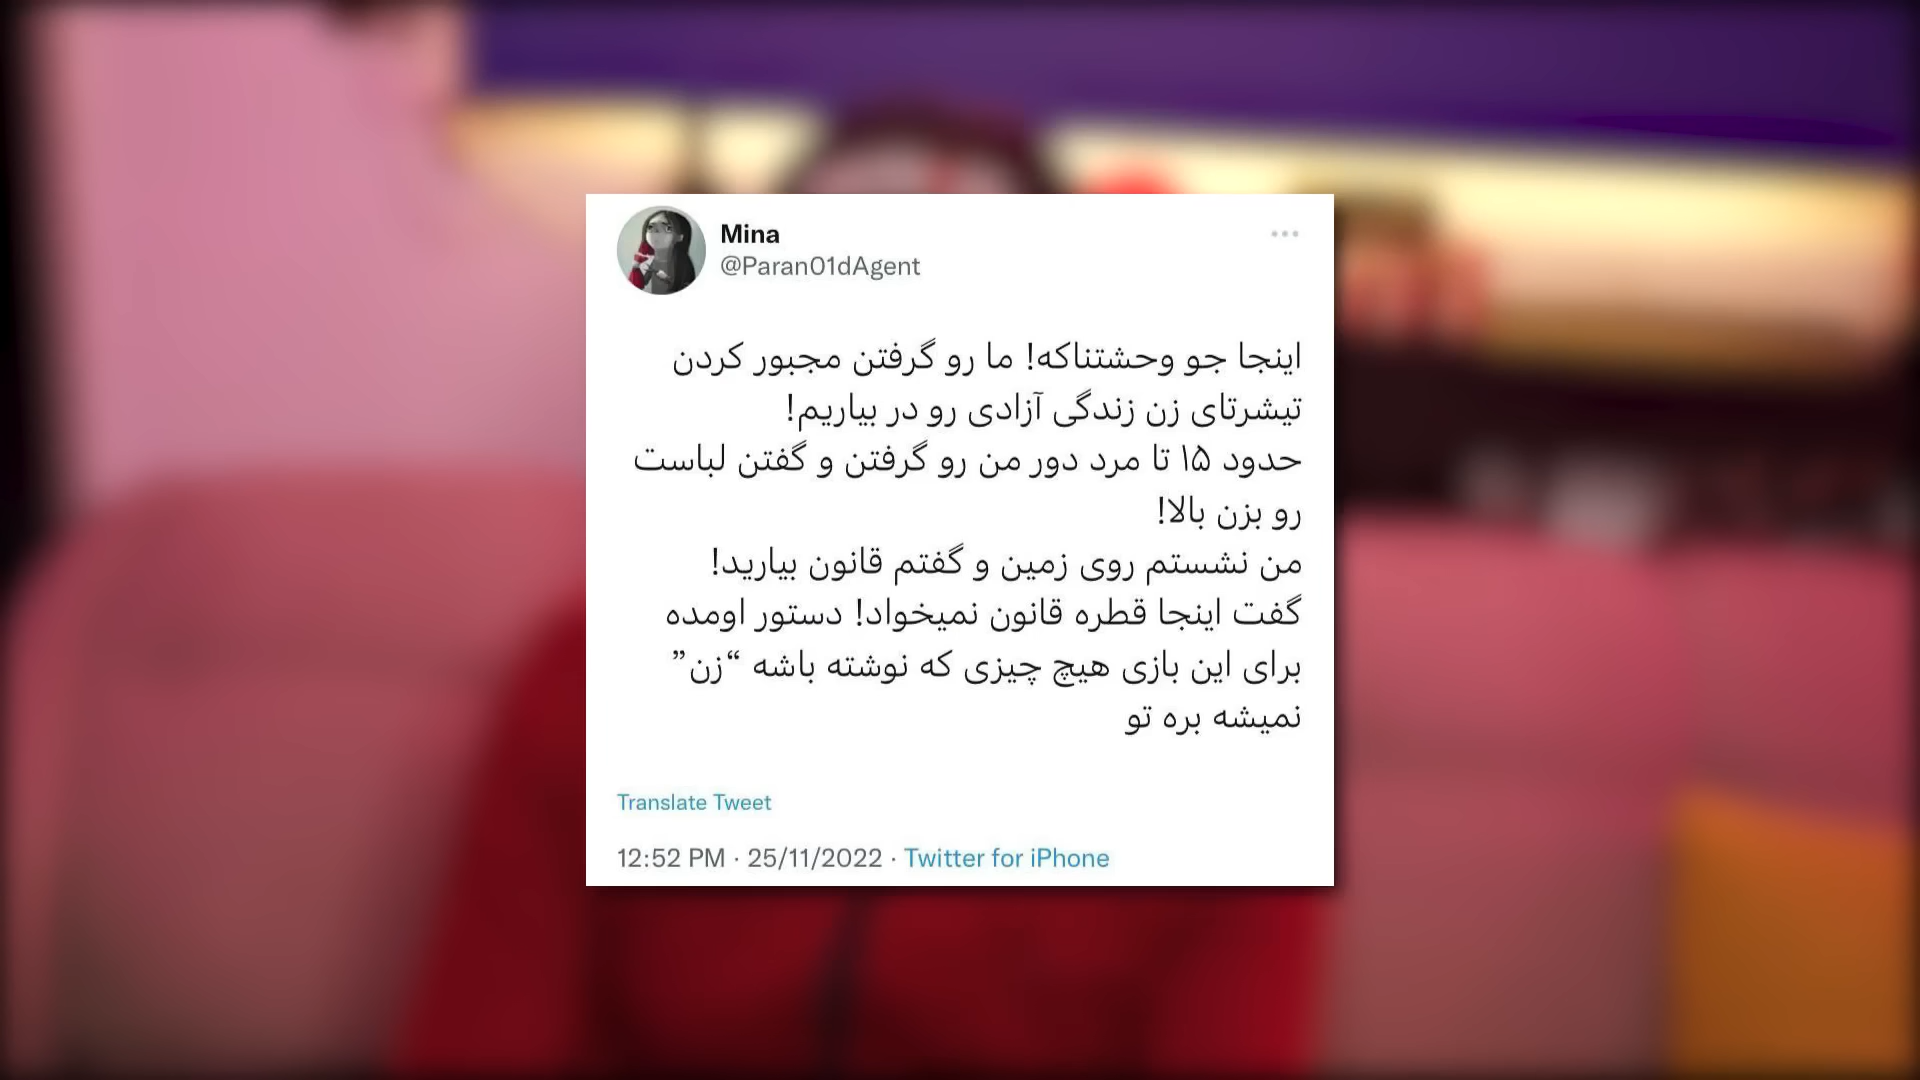 Mina
@Paran01dAgent
اینجا جو وحشتناکه! ما رو گرفتن مجبور کردن
تیشرتای زن زندگی آزادی رو در بیاریم!
حدود ۱۵ تا مرد دور من رو گرفتن و گفتن لباست
رو بزن بالا!
من نشستم روی زمین و گفتم قانون بیارید!
گفت اینجا قطره قانون نمیخواد! دستور اومده
برای این بازی هیچ چیزی که نوشته باشه “زن”
نمیشه بره تو
Translate Tweet
12:52 PM · 25/11/2022 · Twitter for iPhone